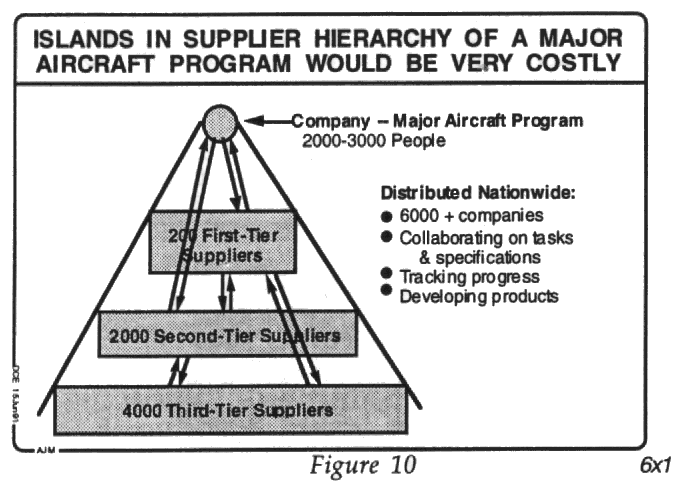 ISLANDS IN SUPPLIER HIERARCHY OF A MAJOR
AIRCRAFT PROGRAM WOULD BE VERY COSTLY
Company – Major Aircraft Program
2000-3000 People
Distributed Nationwide:
● 6000 + companies
● Collaborating on tasks
& specifications
● Tracking progress
● Developing products
200 First-Tier
Suppliers
2000 Second-Tier Suppliers
4000 Third-Tier Suppliers
DCE 15Jan91
AJM
Figure 10
6x1